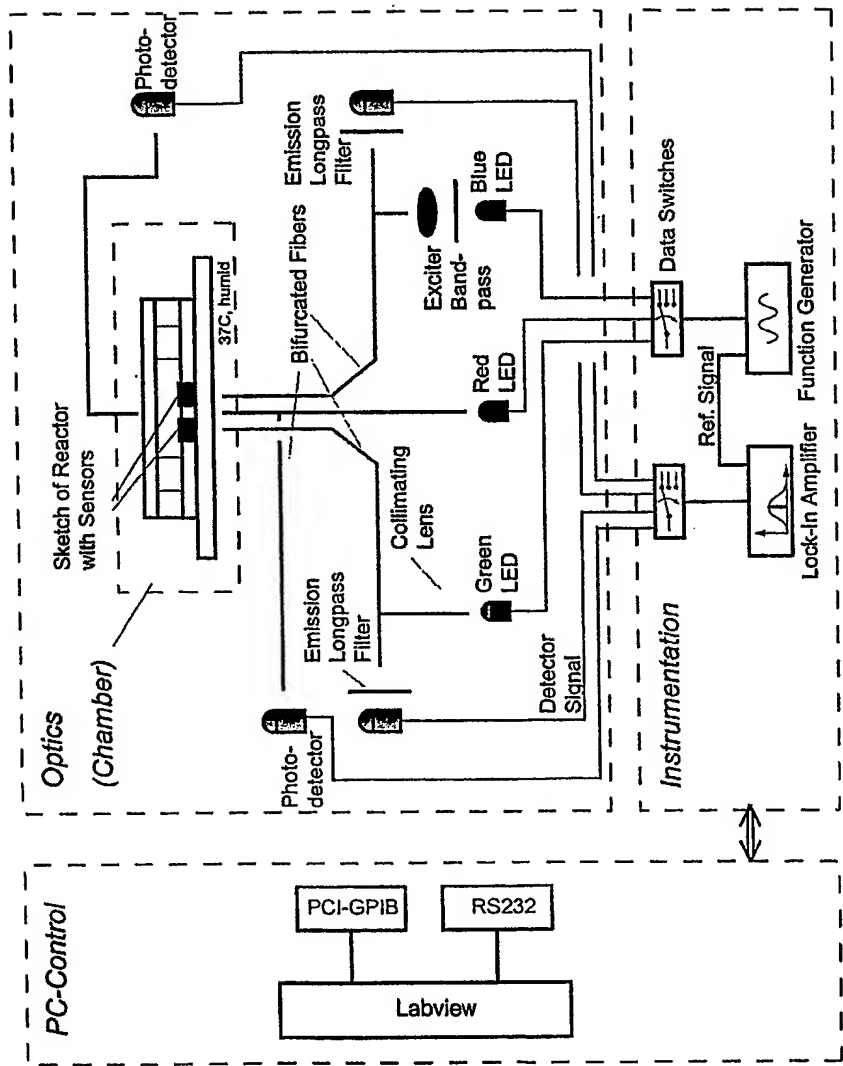 Optics
(Chamber)
Sketch of Reactor
with Sensors
37C, humid
Photo-
detector
Bifurcated Fibers
Emission
Longpass
Filter
Emission
Longpass
Filter
Collimating
Lens
Exciter
Band-
pass
Photo-
detector
Green
LED
Red
LED
Blue
LED
Detector
Signal
Data Switches
Instrumentation
Ref. Signal
Lock-In Amplifier
Function Generator
PC-Control
PCI-GPIB
RS232
Labview